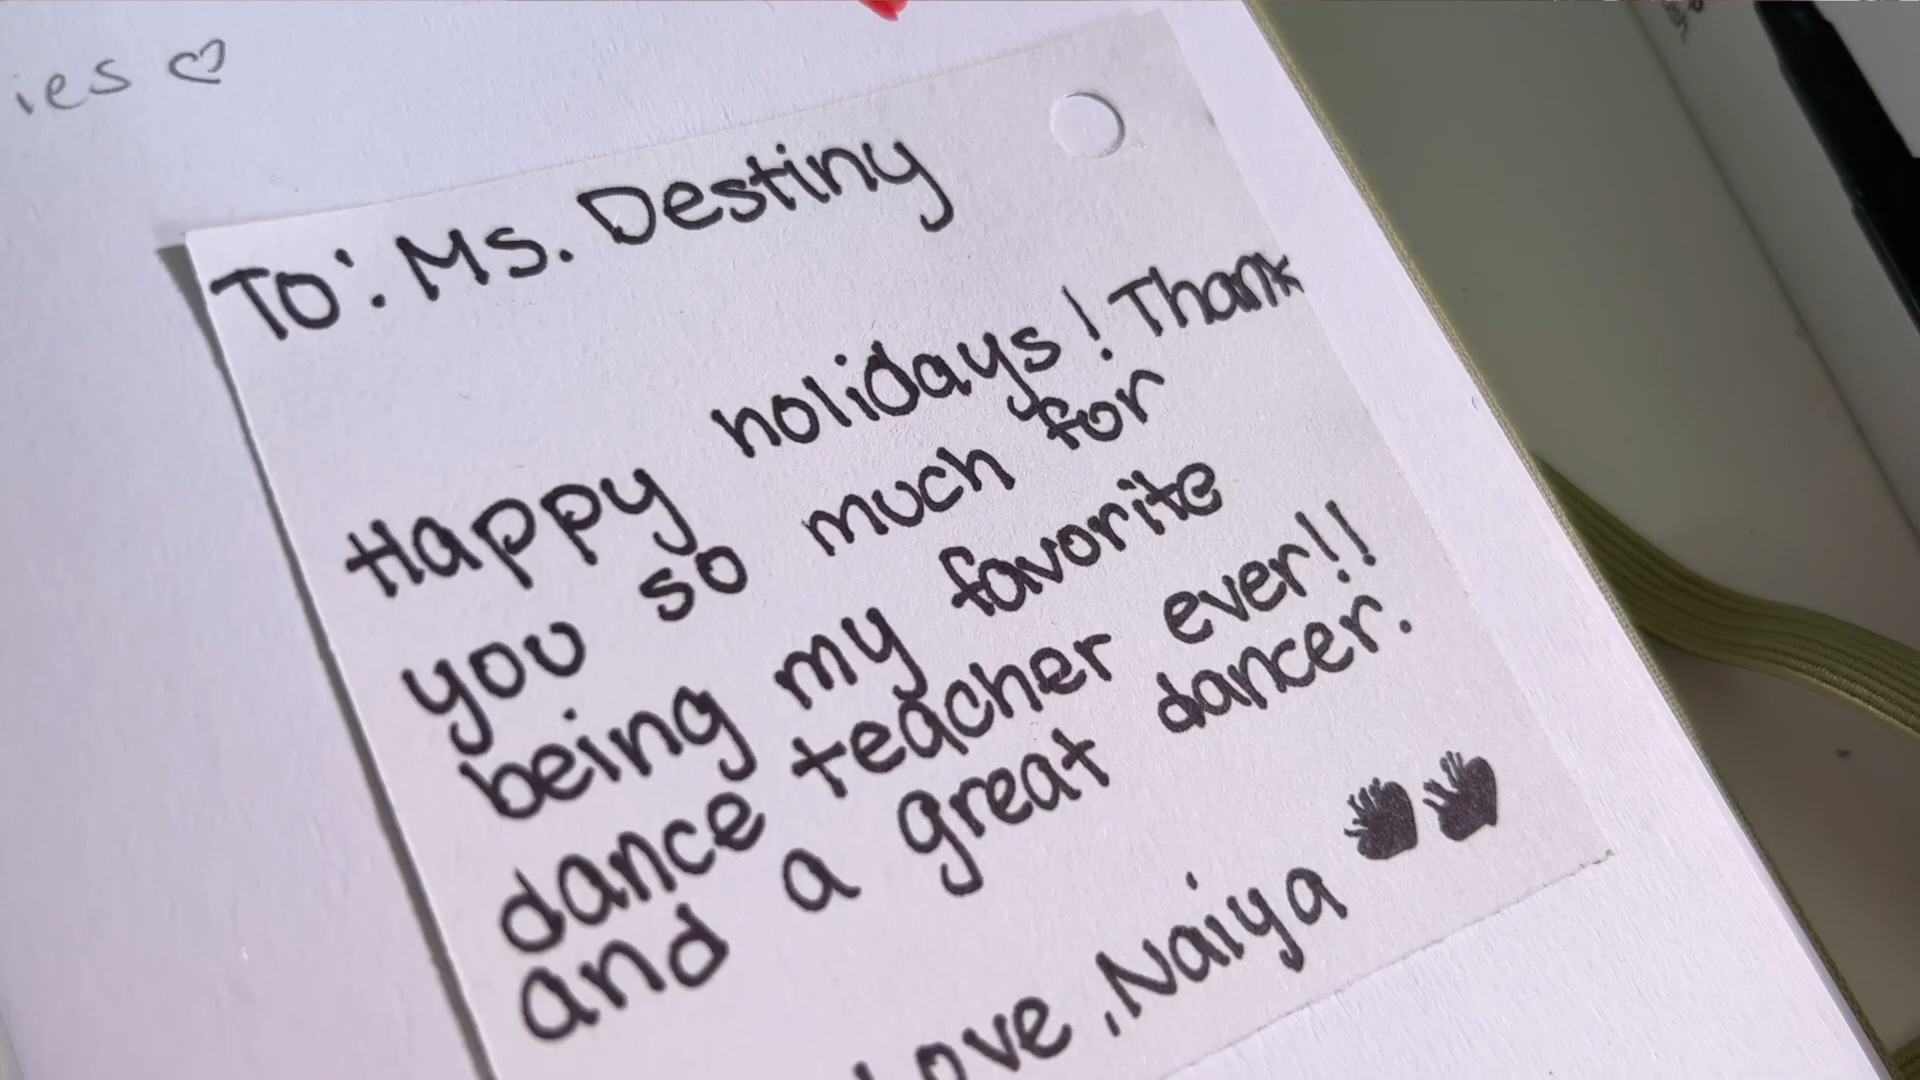 ies ♡
To: Ms. Destiny
Happy holidays! Thank
you so much for
being my favorite
dance teacher ever!!
and a great dancer.
Love, Naiya